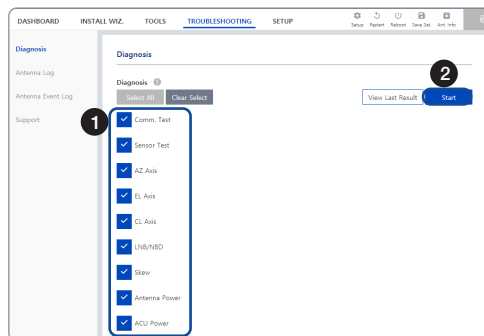 DASHBOARD INSTALL WIZ. TOOLS TROUBLESHOOTING SETUP
Setup Restart Reboot Save Set. Ant. Info
Diagnosis
Antenna Log
Antenna Event Log
Support
Diagnosis
Diagnosis
Select All Clear Select
View Last Result Start
2
1
Comm. Test
Sensor Test
AZ Axis
EL Axis
CL Axis
LNB/NBD
Skew
Antenna Power
ACU Power